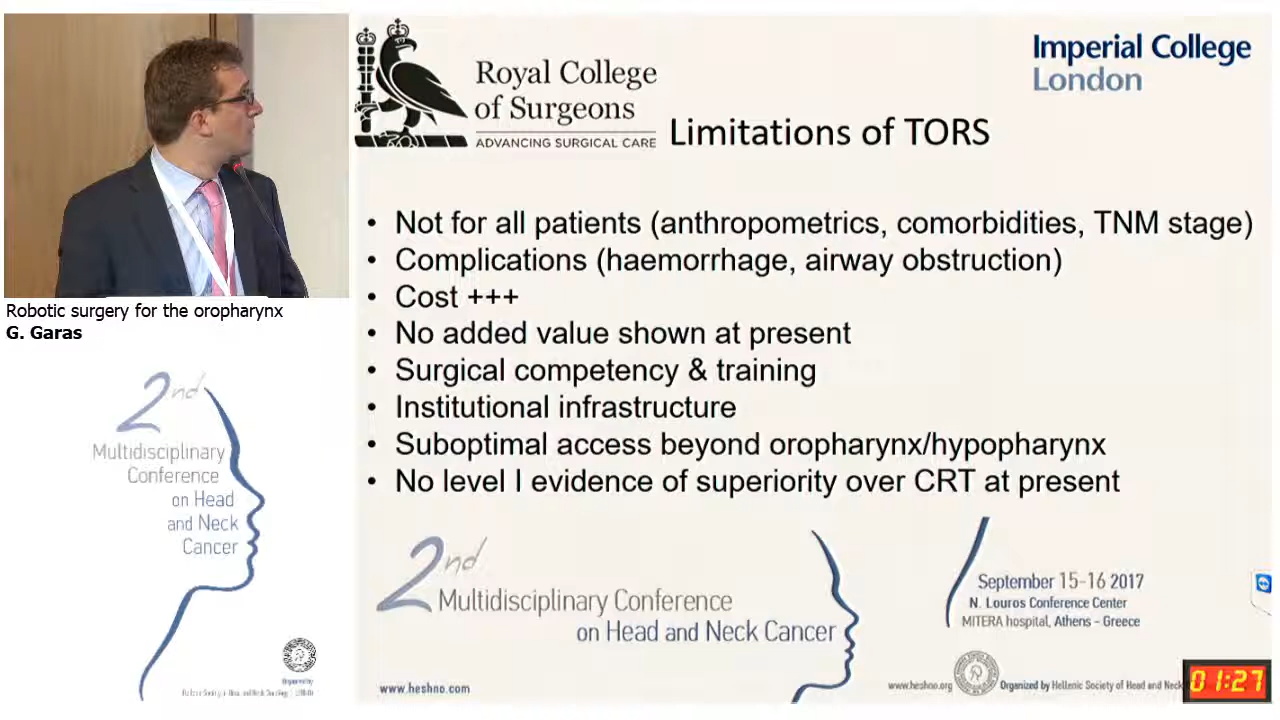 Royal College
of Surgeons
ADVANCING SURGICAL CARE
Imperial College
London
Limitations of TORS
• Not for all patients (anthropometrics, comorbidities, TNM stage)
• Complications (haemorrhage, airway obstruction)
• Cost +++
• No added value shown at present
• Surgical competency & training
• Institutional infrastructure
• Suboptimal access beyond oropharynx/hypopharynx
• No level I evidence of superiority over CRT at present
Robotic surgery for the oropharynx
G. Garas
2nd
Multidisciplinary
Conference
on Head
and Neck
Cancer
Organized by
2nd
Multidisciplinary Conference
on Head and Neck Cancer
September 15-16 2017
N. Louros Conference Center
MITERA hospital, Athens - Greece
www.heshno.com
www.heshno.org
Organized by Hellenic Society of Head and Neck
01:27